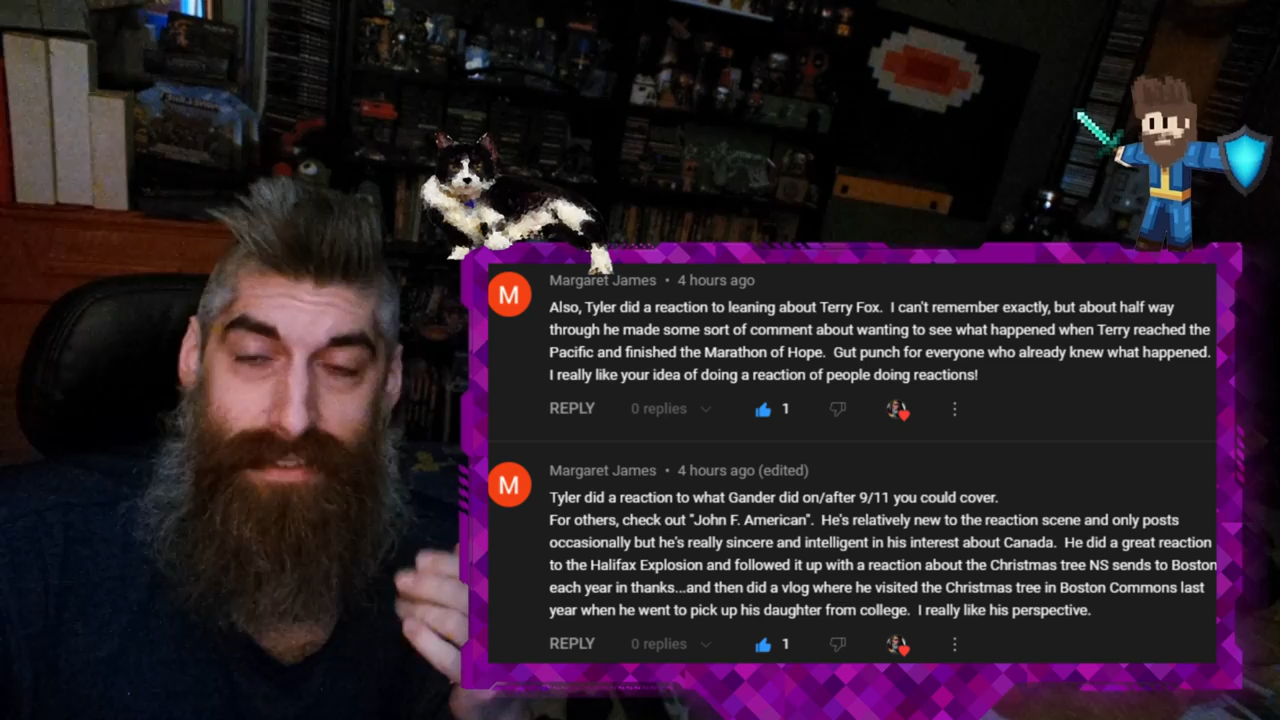 M
Margaret James • 4 hours ago
Also, Tyler did a reaction to leaning about Terry Fox. I can't remember exactly, but about half way
through he made some sort of comment about wanting to see what happened when Terry reached the
Pacific and finished the Marathon of Hope. Gut punch for everyone who already knew what happened.
I really like your idea of doing a reaction of people doing reactions!
REPLY 0 replies 1
M
Margaret James • 4 hours ago (edited)
Tyler did a reaction to what Gander did on/after 9/11 you could cover.
For others, check out "John F. American". He's relatively new to the reaction scene and only posts
occasionally but he's really sincere and intelligent in his interest about Canada. He did a great reaction
to the Halifax Explosion and followed it up with a reaction about the Christmas tree NS sends to Boston
each year in thanks...and then did a vlog where he visited the Christmas tree in Boston Commons last
year when he went to pick up his daughter from college. I really like his perspective.
REPLY 0 replies 1